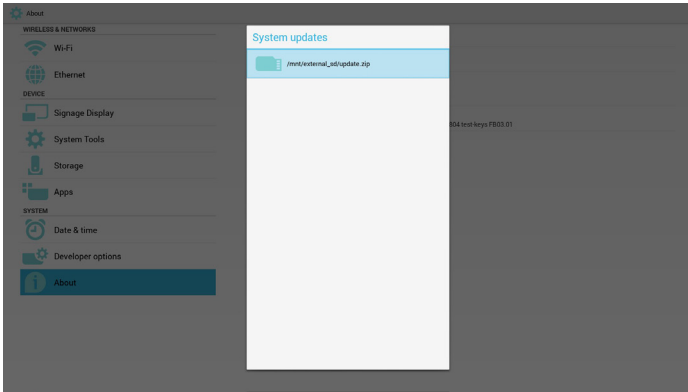 About
WIRELESS & NETWORKS
Wi-Fi
Ethernet
DEVICE
Signage Display
System Tools
Storage
Apps
SYSTEM
Date & time
Developer options
About
System updates
/mnt/external_sd/update.zip
804 test-keys FB03.01